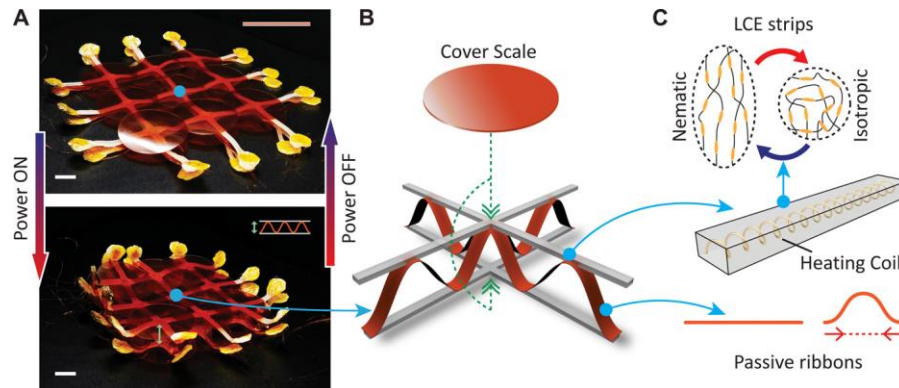 A
Power ON
Power OFF
B
Cover Scale
C
LCE strips
Nematic
Isotropic
Heating Coil
Passive ribbons